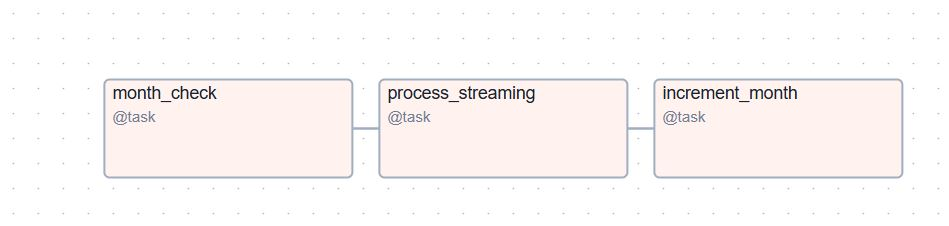 month_check
@task
process_streaming
@task
increment_month
@task